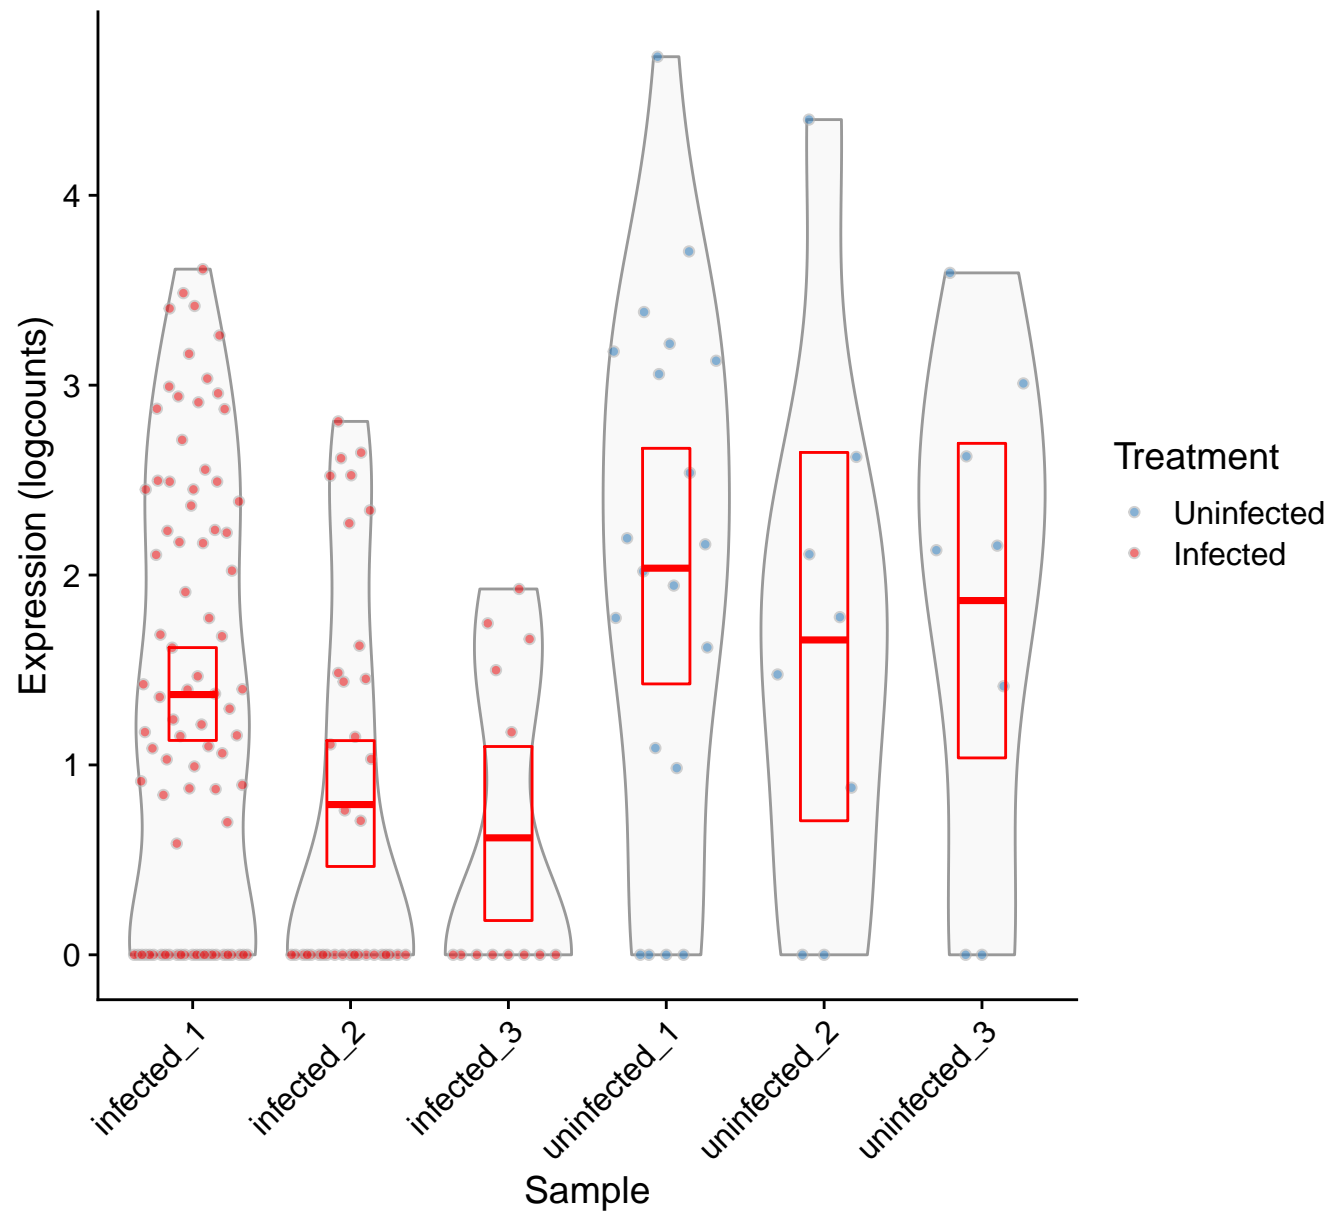 Expression (logcounts)
4
3
2
1
0
infected_1
infected_2
infected_3
uninfected_1
uninfected_2
uninfected_3
Sample
Treatment
Uninfected
Infected